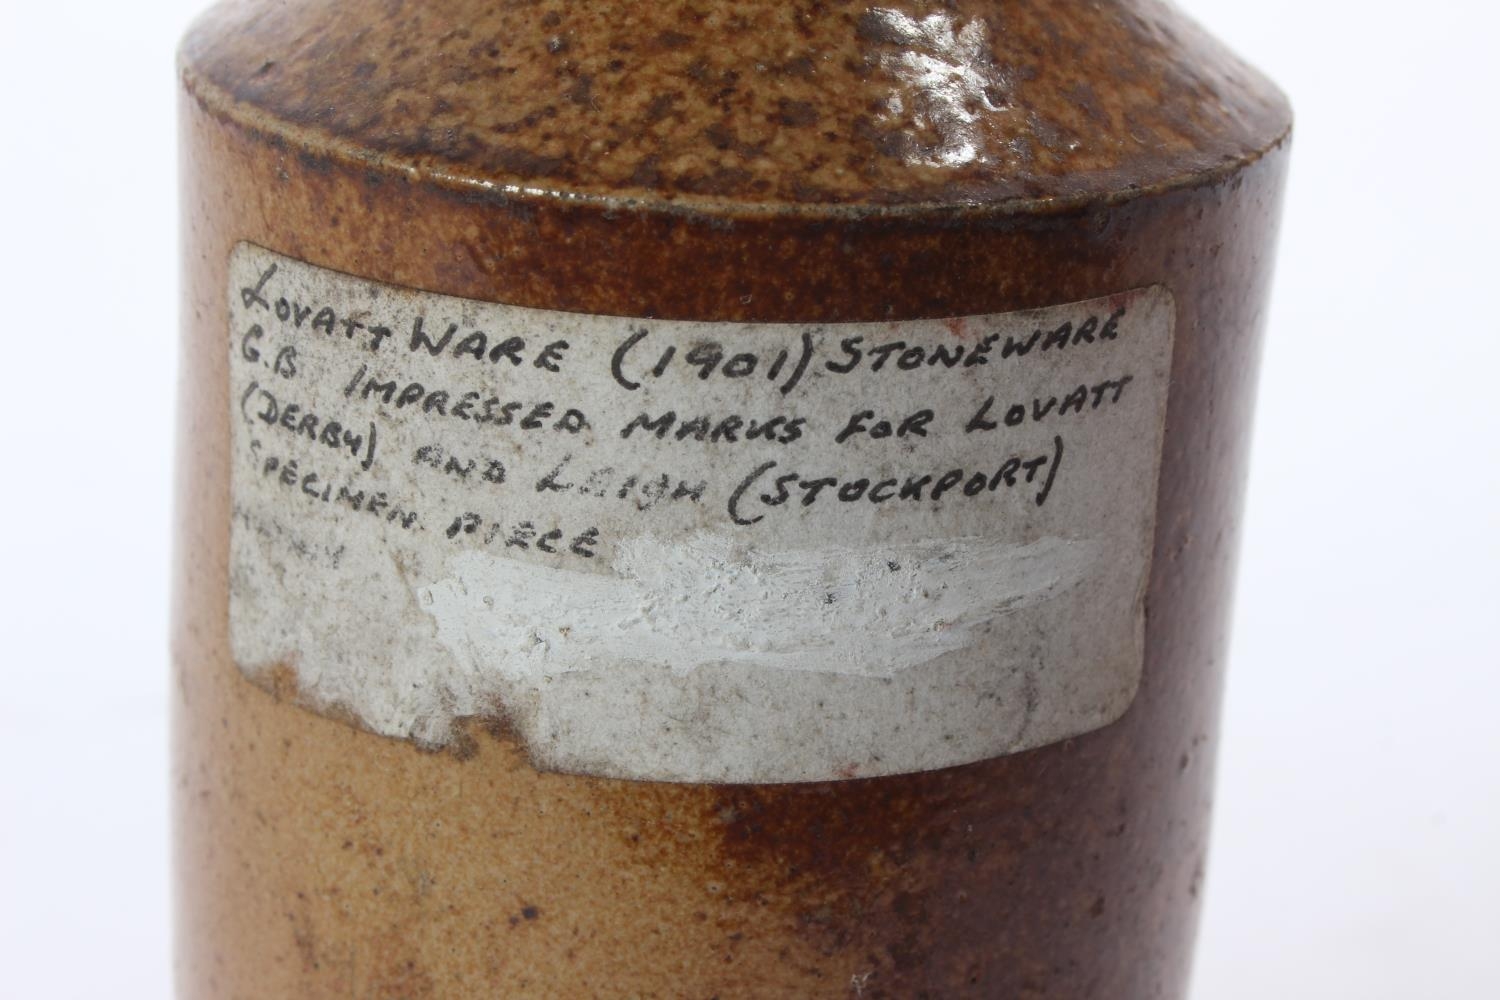 LOVATT WARE (1901) STONEWARE
G.B IMPRESSED MARKS FOR LOVATT
(DERBY) AND LEIGH (STOCKPORT)
SPECIMEN PIECE